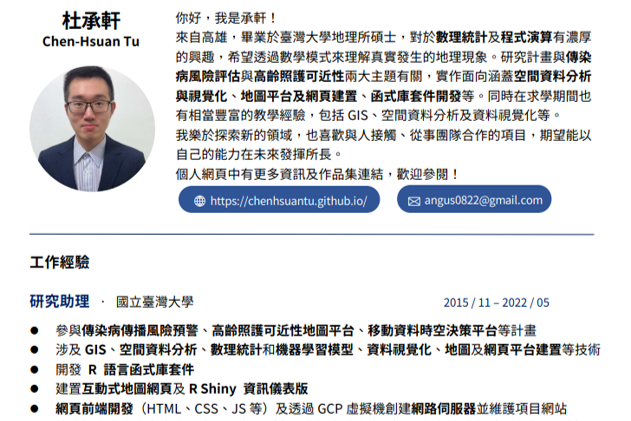 杜承軒
Chen-Hsuan Tu
你好，我是承軒！
來自高雄，畢業於臺灣大學地理所碩士，對於數理統計及程式演算有濃厚
的興趣，希望透過數學模式來理解真實發生的地理現象。研究計畫與傳染
病風險評估與高齡照護可近性兩大主題有關，實作面向涵蓋空間資料分析
與視覺化、地圖平台及網頁建置、函式庫套件開發等。同時在求學期間也
有相當豐富的教學經驗，包括 GIS、空間資料分析及資料視覺化等。
我樂於探索新的領域，也喜歡與人接觸、從事團隊合作的項目，期望能以
自己的能力在未來發揮所長。
個人網頁中有更多資訊及作品集連結，歡迎參閱！
https://chenhsuantu.github.io/
angus0822@gmail.com
工作經驗
研究助理 · 國立臺灣大學 2015 / 11 – 2022 / 05
● 參與傳染病傳播風險預警、高齡照護可近性地圖平台、移動資料時空決策平台等計畫
● 涉及 GIS、空間資料分析、數理統計和機器學習模型、資料視覺化、地圖及網頁平台建置等技術
● 開發 R 語言函式庫套件
● 建置互動式地圖網頁及 R Shiny 資訊儀表版
● 網頁前端開發（HTML、CSS、JS 等）及透過 GCP 虛擬機創建網路伺服器並維護項目網站